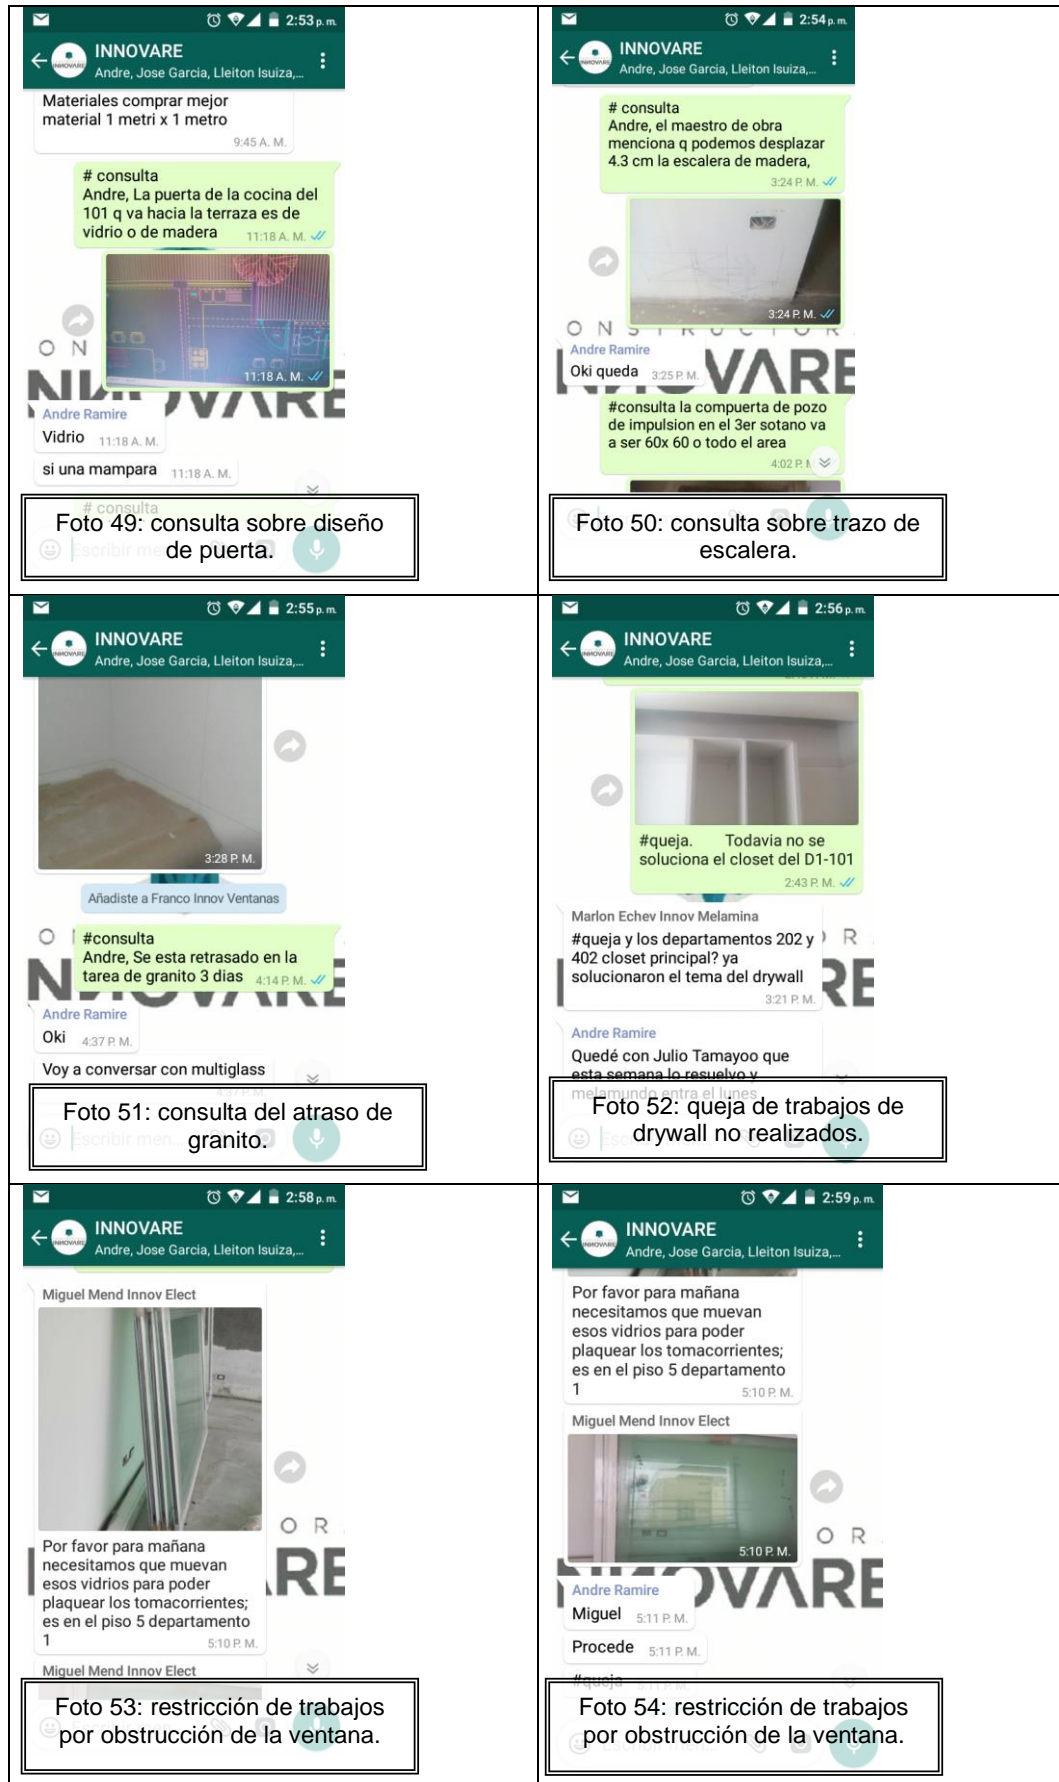 2:53 p. m.
INNOVARE
Andre, Jose Garcia, Lleiton Isuiza,...
Materiales comprar mejor
material 1 metri x 1 metro
9:45 A. M.
# consulta
Andre, La puerta de la cocina del
101 q va hacia la terraza es de
vidrio o de madera 11:18 A. M.
11:18 A. M.
Andre Ramire
Vidrio 11:18 A. M.
si una mampara 11:18 A. M.
# consulta
Foto 49: consulta sobre diseño
de puerta.
2:54 p. m.
INNOVARE
Andre, Jose Garcia, Lleiton Isuiza,...
# consulta
Andre, el maestro de obra
menciona q podemos desplazar
4.3 cm la escalera de madera,
3:24 P. M.
3:24 P. M.
Andre Ramire
Oki queda 3:25 P. M.
#consulta la compuerta de pozo
de impulsion en el 3er sotano va
a ser 60x 60 o todo el area
4:02 P.
Foto 50: consulta sobre trazo de
escalera.
2:55 p. m.
INNOVARE
Andre, Jose Garcia, Lleiton Isuiza,...
3:28 P. M.
Añadiste a Franco Innov Ventanas
#consulta
Andre, Se esta retrasado en la
tarea de granito 3 dias 4:14 P. M.
Andre Ramire
Oki 4:37 P. M.
Voy a conversar con multiglass
4:37 P. M.
Foto 51: consulta del atraso de
granito.
2:56 p. m.
INNOVARE
Andre, Jose Garcia, Lleiton Isuiza,...
#queja. Todavia no se
soluciona el closet del D1-101
2:43 P. M.
Marlon Echev Innov Melamina
#queja y los departamentos 202 y
402 closet principal? ya
solucionaron el tema del drywall
3:21 P. M.
Andre Ramire
Quedé con Julio Tamayoo que
esta semana lo resuelvo y
melamundo entra el lunes
Foto 52: queja de trabajos de
drywall no realizados.
2:58 p. m.
INNOVARE
Andre, Jose Garcia, Lleiton Isuiza,...
Miguel Mend Innov Elect
Por favor para mañana
necesitamos que muevan
esos vidrios para poder
plaquear los tomacorrientes;
es en el piso 5 departamento
1 5:10 P. M.
Miguel Mend Innov Elect
Foto 53: restricción de trabajos
por obstrucción de la ventana.
2:59 p. m.
INNOVARE
Andre, Jose Garcia, Lleiton Isuiza,...
Por favor para mañana
necesitamos que muevan
esos vidrios para poder
plaquear los tomacorrientes;
es en el piso 5 departamento
1 5:10 P. M.
Miguel Mend Innov Elect
5:10 P. M.
Andre Ramire
Miguel 5:11 P. M.
Procede 5:11 P. M.
#queja 5:11 P. M.
Foto 54: restricción de trabajos
por obstrucción de la ventana.